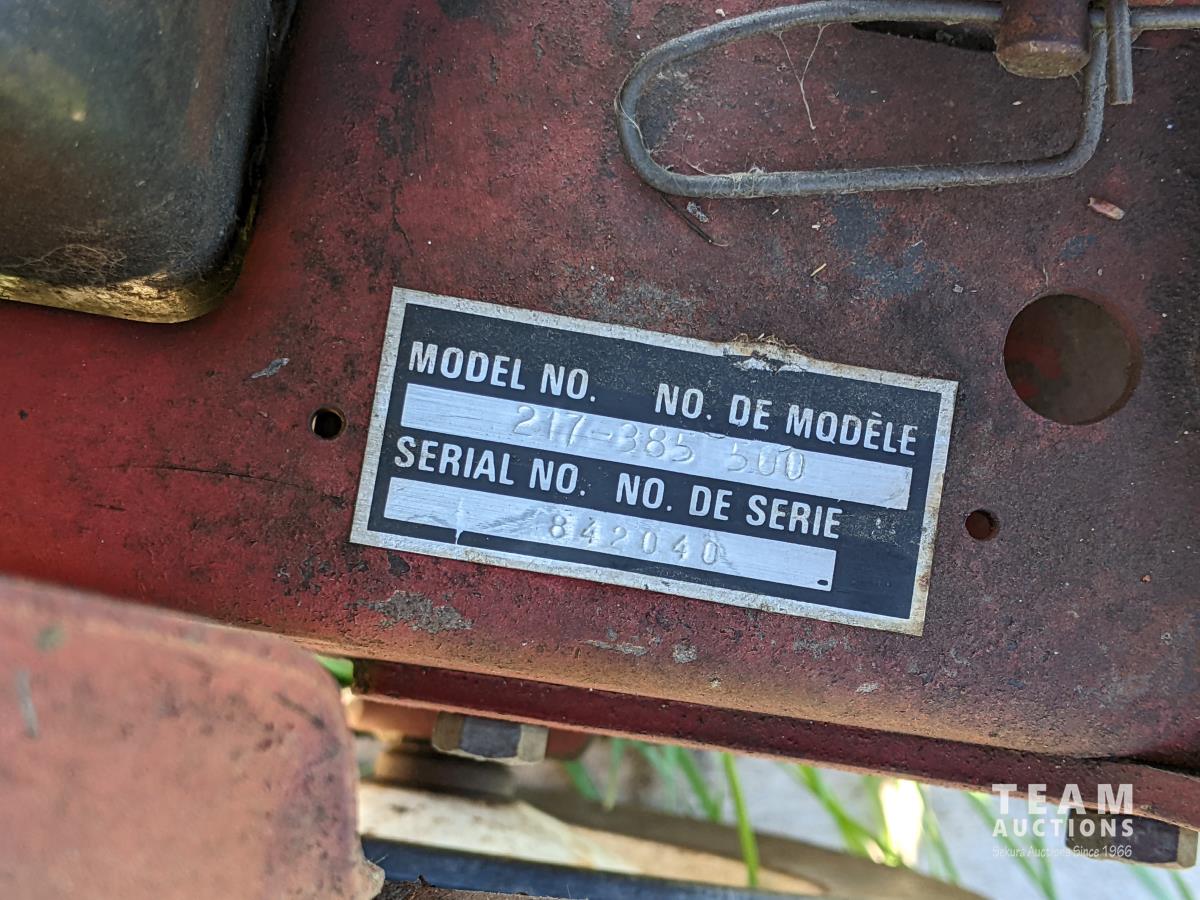 MODEL NO. NO. DE MODÈLE
217-385 500
SERIAL NO. NO. DE SERIE
842040
TEAM
AUCTIONS
Sekura Auctions Since 1966